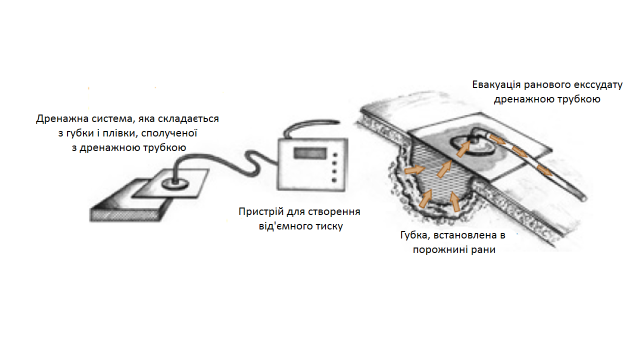 Дренажна система, яка складається
з губки і плівки, сполученої
з дренажною трубкою
Пристрій для створення
від'ємного тиску
Евакуація ранового екссудату
дренажною трубкою
Губка, встановлена в
порожнині рани